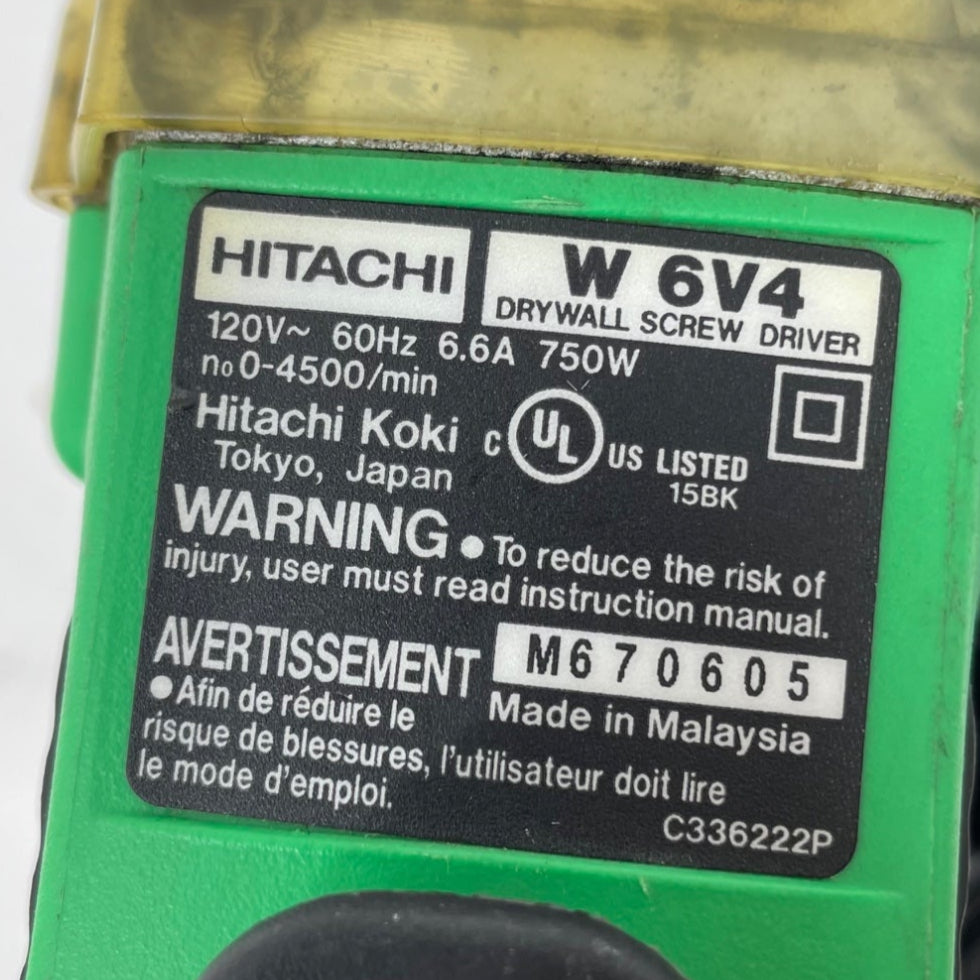 HITACHI
W 6V4
DRYWALL SCREW DRIVER
120V~ 60Hz 6.6A 750W
no 0-4500/min
Hitachi Koki
Tokyo, Japan
C UL US LISTED
15BK
WARNING ● To reduce the risk of
injury, user must read instruction manual.
AVERTISSEMENT
M670605
● Afin de réduire le
Made in Malaysia
risque de blessures, l'utilisateur doit lire
le mode d'emploi.
C336222P